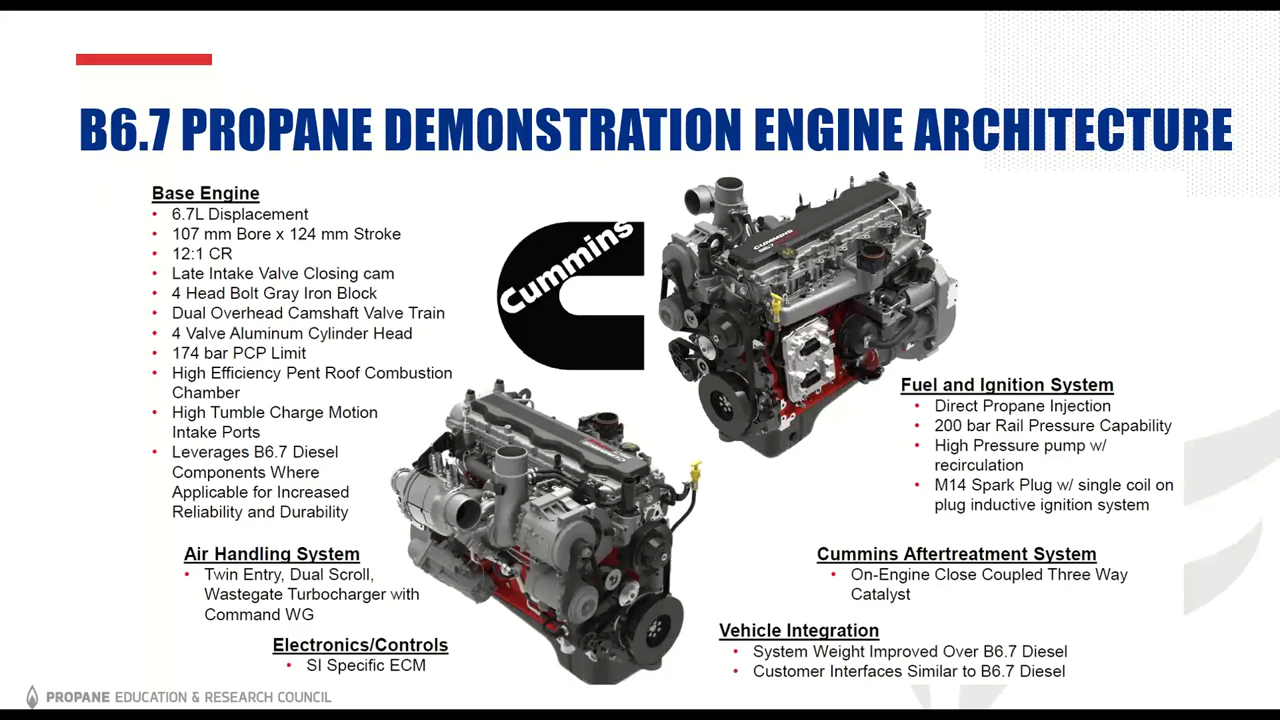 B6.7 PROPANE DEMONSTRATION ENGINE ARCHITECTURE
Base Engine
• 6.7L Displacement
• 107 mm Bore x 124 mm Stroke
• 12:1 CR
• Late Intake Valve Closing cam
• 4 Head Bolt Gray Iron Block
• Dual Overhead Camshaft Valve Train
• 4 Valve Aluminum Cylinder Head
• 174 bar PCP Limit
• High Efficiency Pent Roof Combustion
Chamber
• High Tumble Charge Motion
Intake Ports
• Leverages B6.7 Diesel
Components Where
Applicable for Increased
Reliability and Durability
Cummins
CUMMINS
Fuel and Ignition System
• Direct Propane Injection
• 200 bar Rail Pressure Capability
• High Pressure pump w/
recirculation
• M14 Spark Plug w/ single coil on
plug inductive ignition system
Air Handling System
• Twin Entry, Dual Scroll,
Wastegate Turbocharger with
Command WG
Electronics/Controls
• SI Specific ECM
Cummins Aftertreatment System
• On-Engine Close Coupled Three Way
Catalyst
Vehicle Integration
• System Weight Improved Over B6.7 Diesel
• Customer Interfaces Similar to B6.7 Diesel
PROPANE EDUCATION & RESEARCH COUNCIL